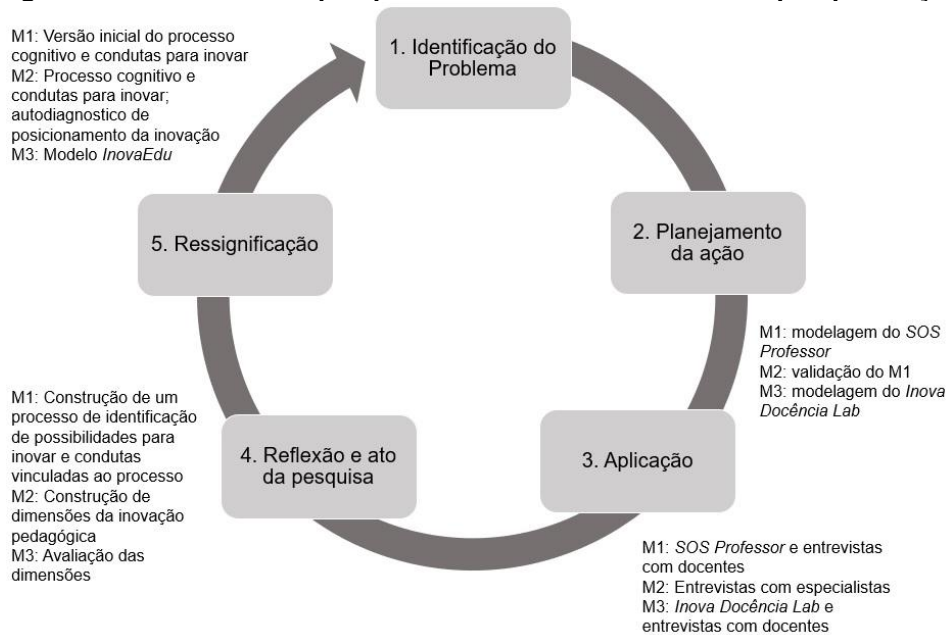 1. Identificação do
Problema
2. Planejamento
da ação
M1: modelagem do SOS
Professor
M2: validação do M1
M3: modelagem do Inova
Docência Lab
3. Aplicação
M1: SOS Professor e entrevistas
com docentes
M2: Entrevistas com especialistas
M3: Inova Docência Lab e
entrevistas com docentes
4. Reflexão e ato
da pesquisa
M1: Construção de um
processo de identificação
de possibilidades para
inovar e condutas
vinculadas ao processo
M2: Construção de
dimensões da inovação
pedagógica
M3: Avaliação das
dimensões
5. Ressignificação
M1: Versão inicial do processo
cognitivo e condutas para inovar
M2: Processo cognitivo e
condutas para inovar;
autodiagnostico de
posicionamento da inovação
M3: Modelo InovaEdu